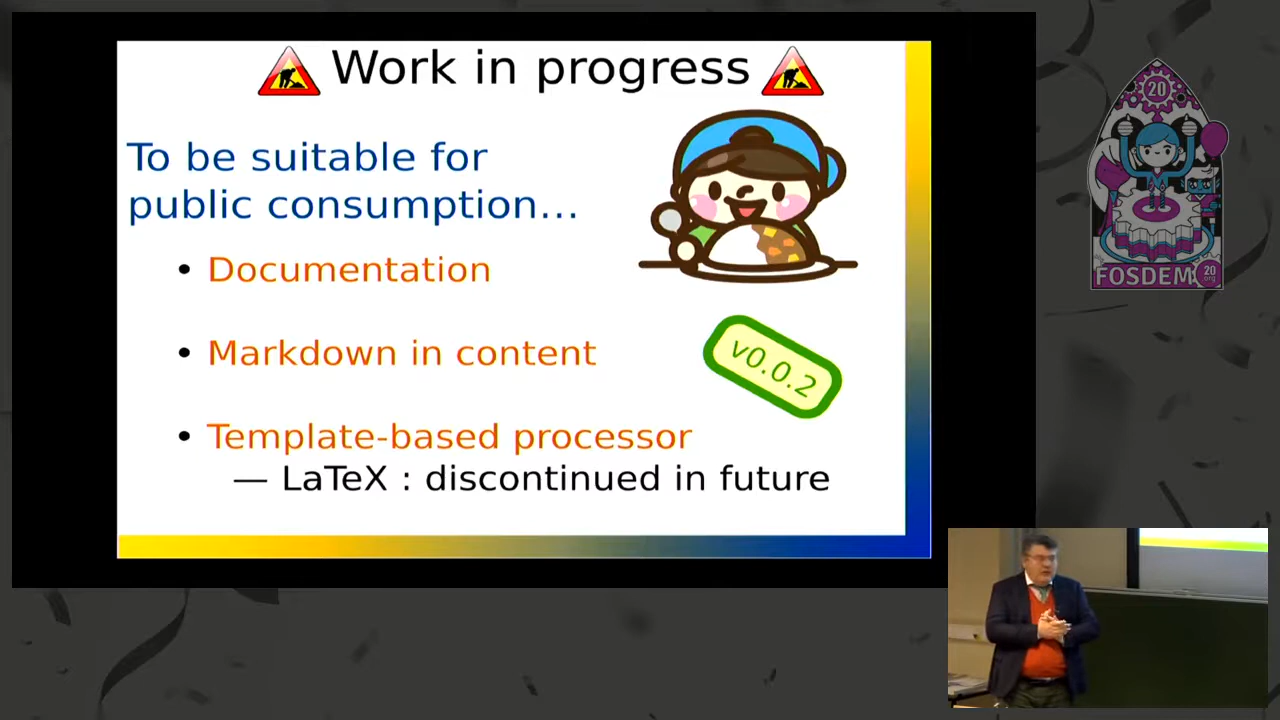 Work in progress
To be suitable for
public consumption...
• Documentation
• Markdown in content
v0.0.2
• Template-based processor
— LaTeX : discontinued in future
20
FOSDEM
20
.org